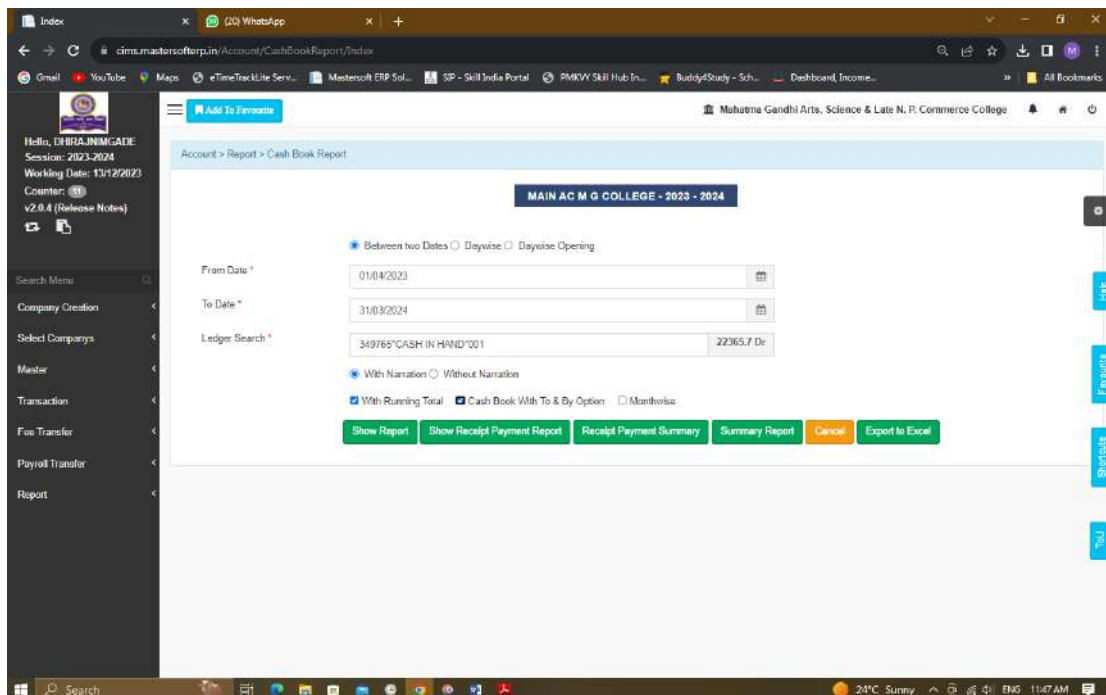 Index
(20) WhatsApp
cims.mastersofterp.in/Account/CashBookReport/Index
Gmail YouTube Maps eTimeTrackLite Serv... Mastersoft ERP Sol... SIP - Skill India Portal PMKVY Skill Hub In... Buddy4Study - Sch... Dashboard, Income... All Bookmarks
Add To Favourite
Mahatma Gandhi Arts, Science & Late N. P. Commerce College
Hello, DHIRAJNIMGADE
Session: 2023-2024
Working Date: 13/12/2023
Counter: 11
v2.0.4 (Release Notes)
Search Menu
Company Creation
Select Companys
Master
Transaction
Fee Transfer
Payroll Transfer
Report
Account > Report > Cash Book Report
MAIN AC M G COLLEGE - 2023 - 2024
Between two Dates Daywise Daywise Opening
From Date *
01/04/2023
To Date *
31/03/2024
Ledger Search *
349765*CASH IN HAND*001
22365.7 Dr
With Narration Without Narration
With Running Total Cash Book With To & By Option Monthwise
Show Report Show Receipt Payment Report Receipt Payment Summary Summary Report Cancel Export to Excel
Help
Favourite
Shortcuts
ToU
Search
24°C Sunny ENG 11:47 AM